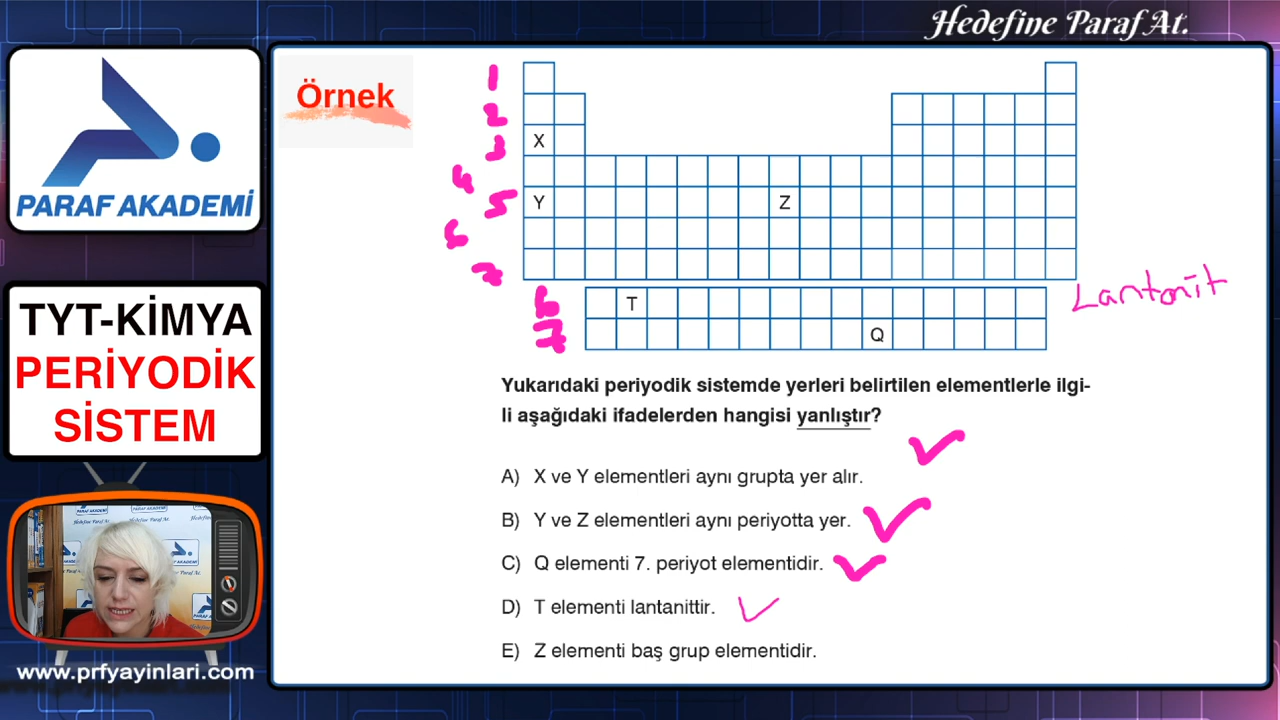 Hedefine Paraf At.
PARAF AKADEMİ
TYT-KİMYA
PERİYODİK
SİSTEM
www.prfyayinlari.com
Örnek
1
2
3
X
4
5
Y
Z
6
7
6
T
Lantanit
7
Q
Yukarıdaki periyodik sistemde yerleri belirtilen elementlerle ilgi-
li aşağıdaki ifadelerden hangisi yanlıştır?
A) X ve Y elementleri aynı grupta yer alır.
B) Y ve Z elementleri aynı periyotta yer.
C) Q elementi 7. periyot elementidir.
D) T elementi lantanittir.
E) Z elementi baş grup elementidir.